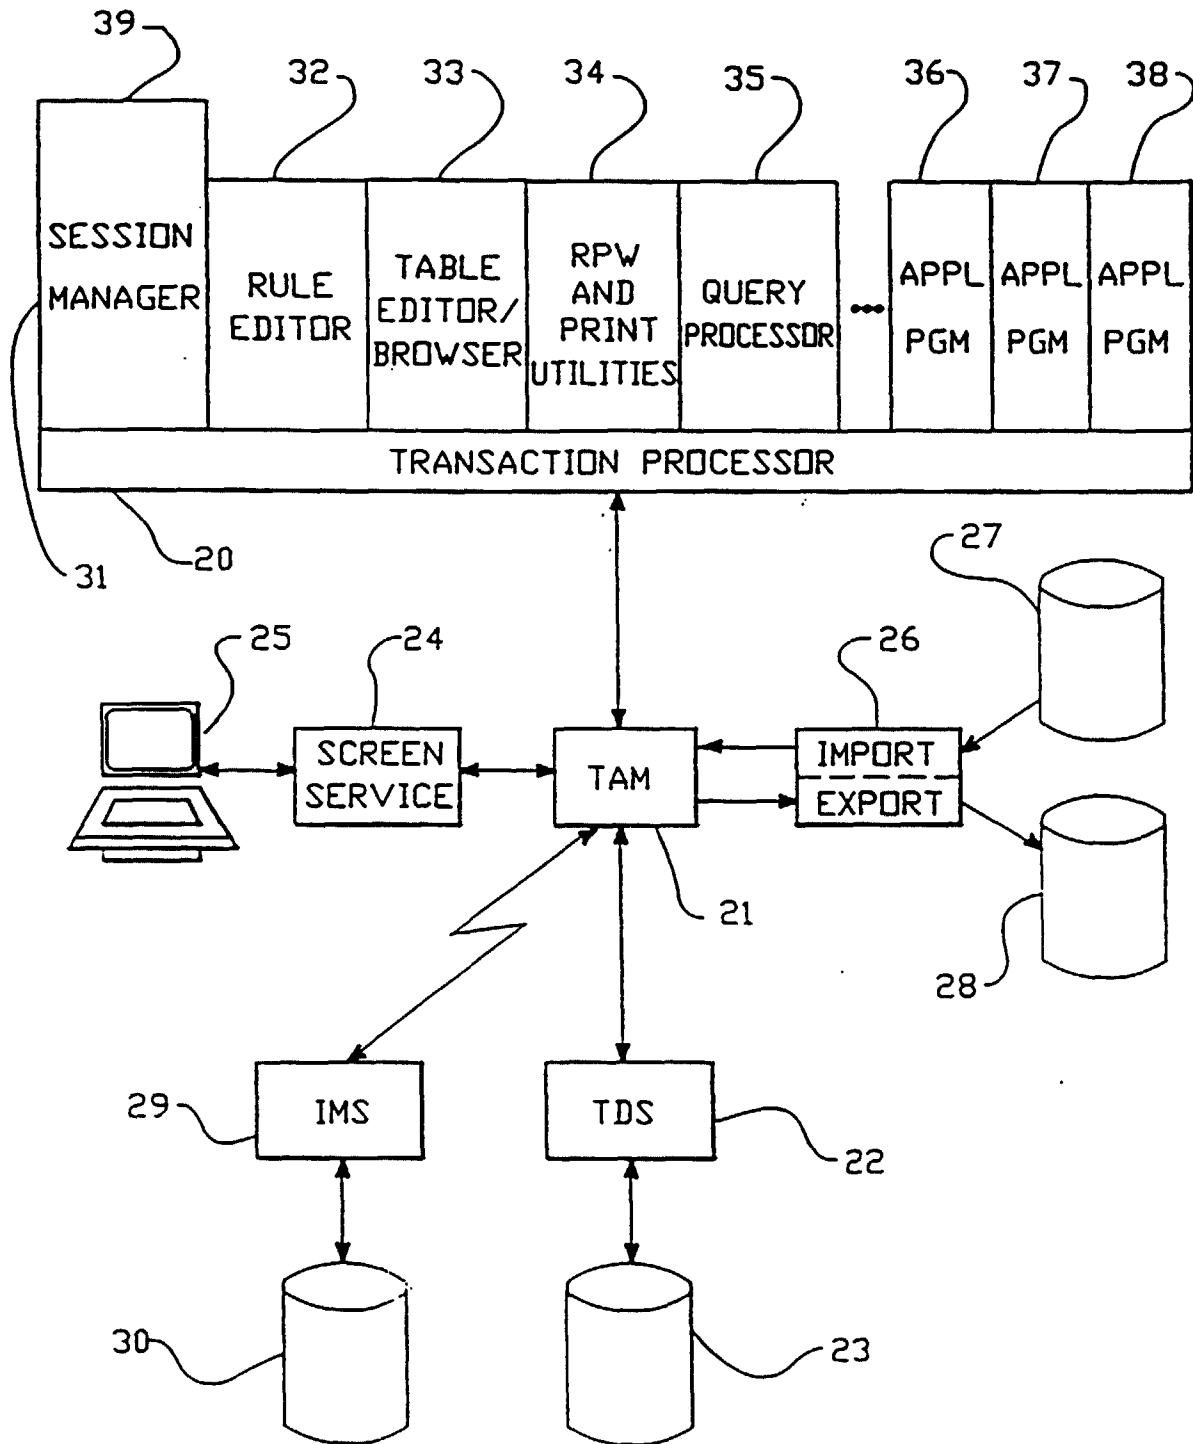 39
32
33
34
35
36
37
38
SESSION
MANAGER
RULE
EDITOR
TABLE
EDITOR/
BROWSER
RPW
AND
PRINT
UTILITIES
QUERY
PROCESSOR
APPL
PGM
APPL
PGM
APPL
PGM
TRANSACTION PROCESSOR
31
20
27
25
24
26
SCREEN
SERVICE
TAM
IMPORT
EXPORT
21
28
29
IMS
TDS
22
30
23